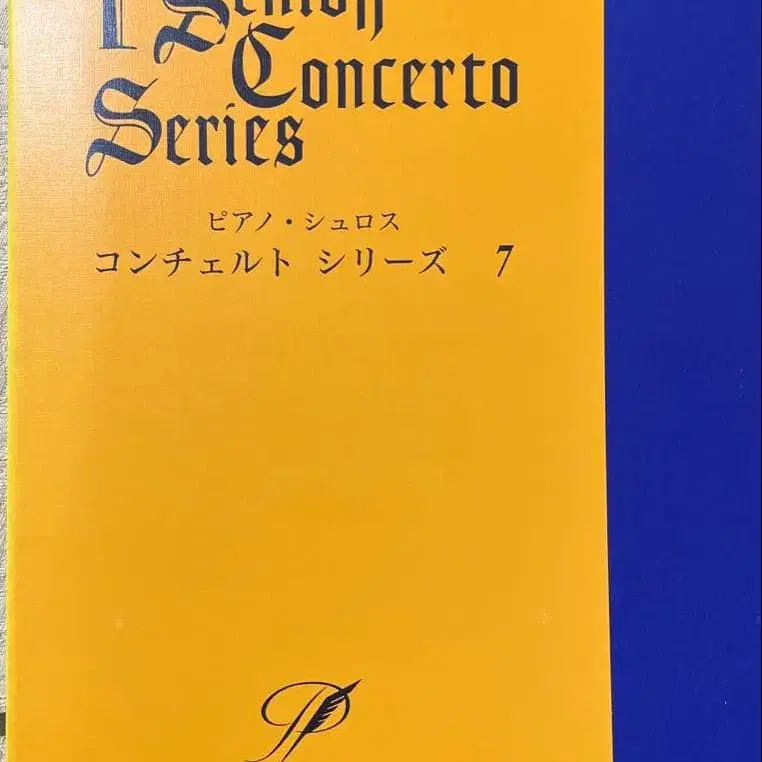 Concerto
Series
ピアノ・シュロス
コンチェルト シリーズ 7